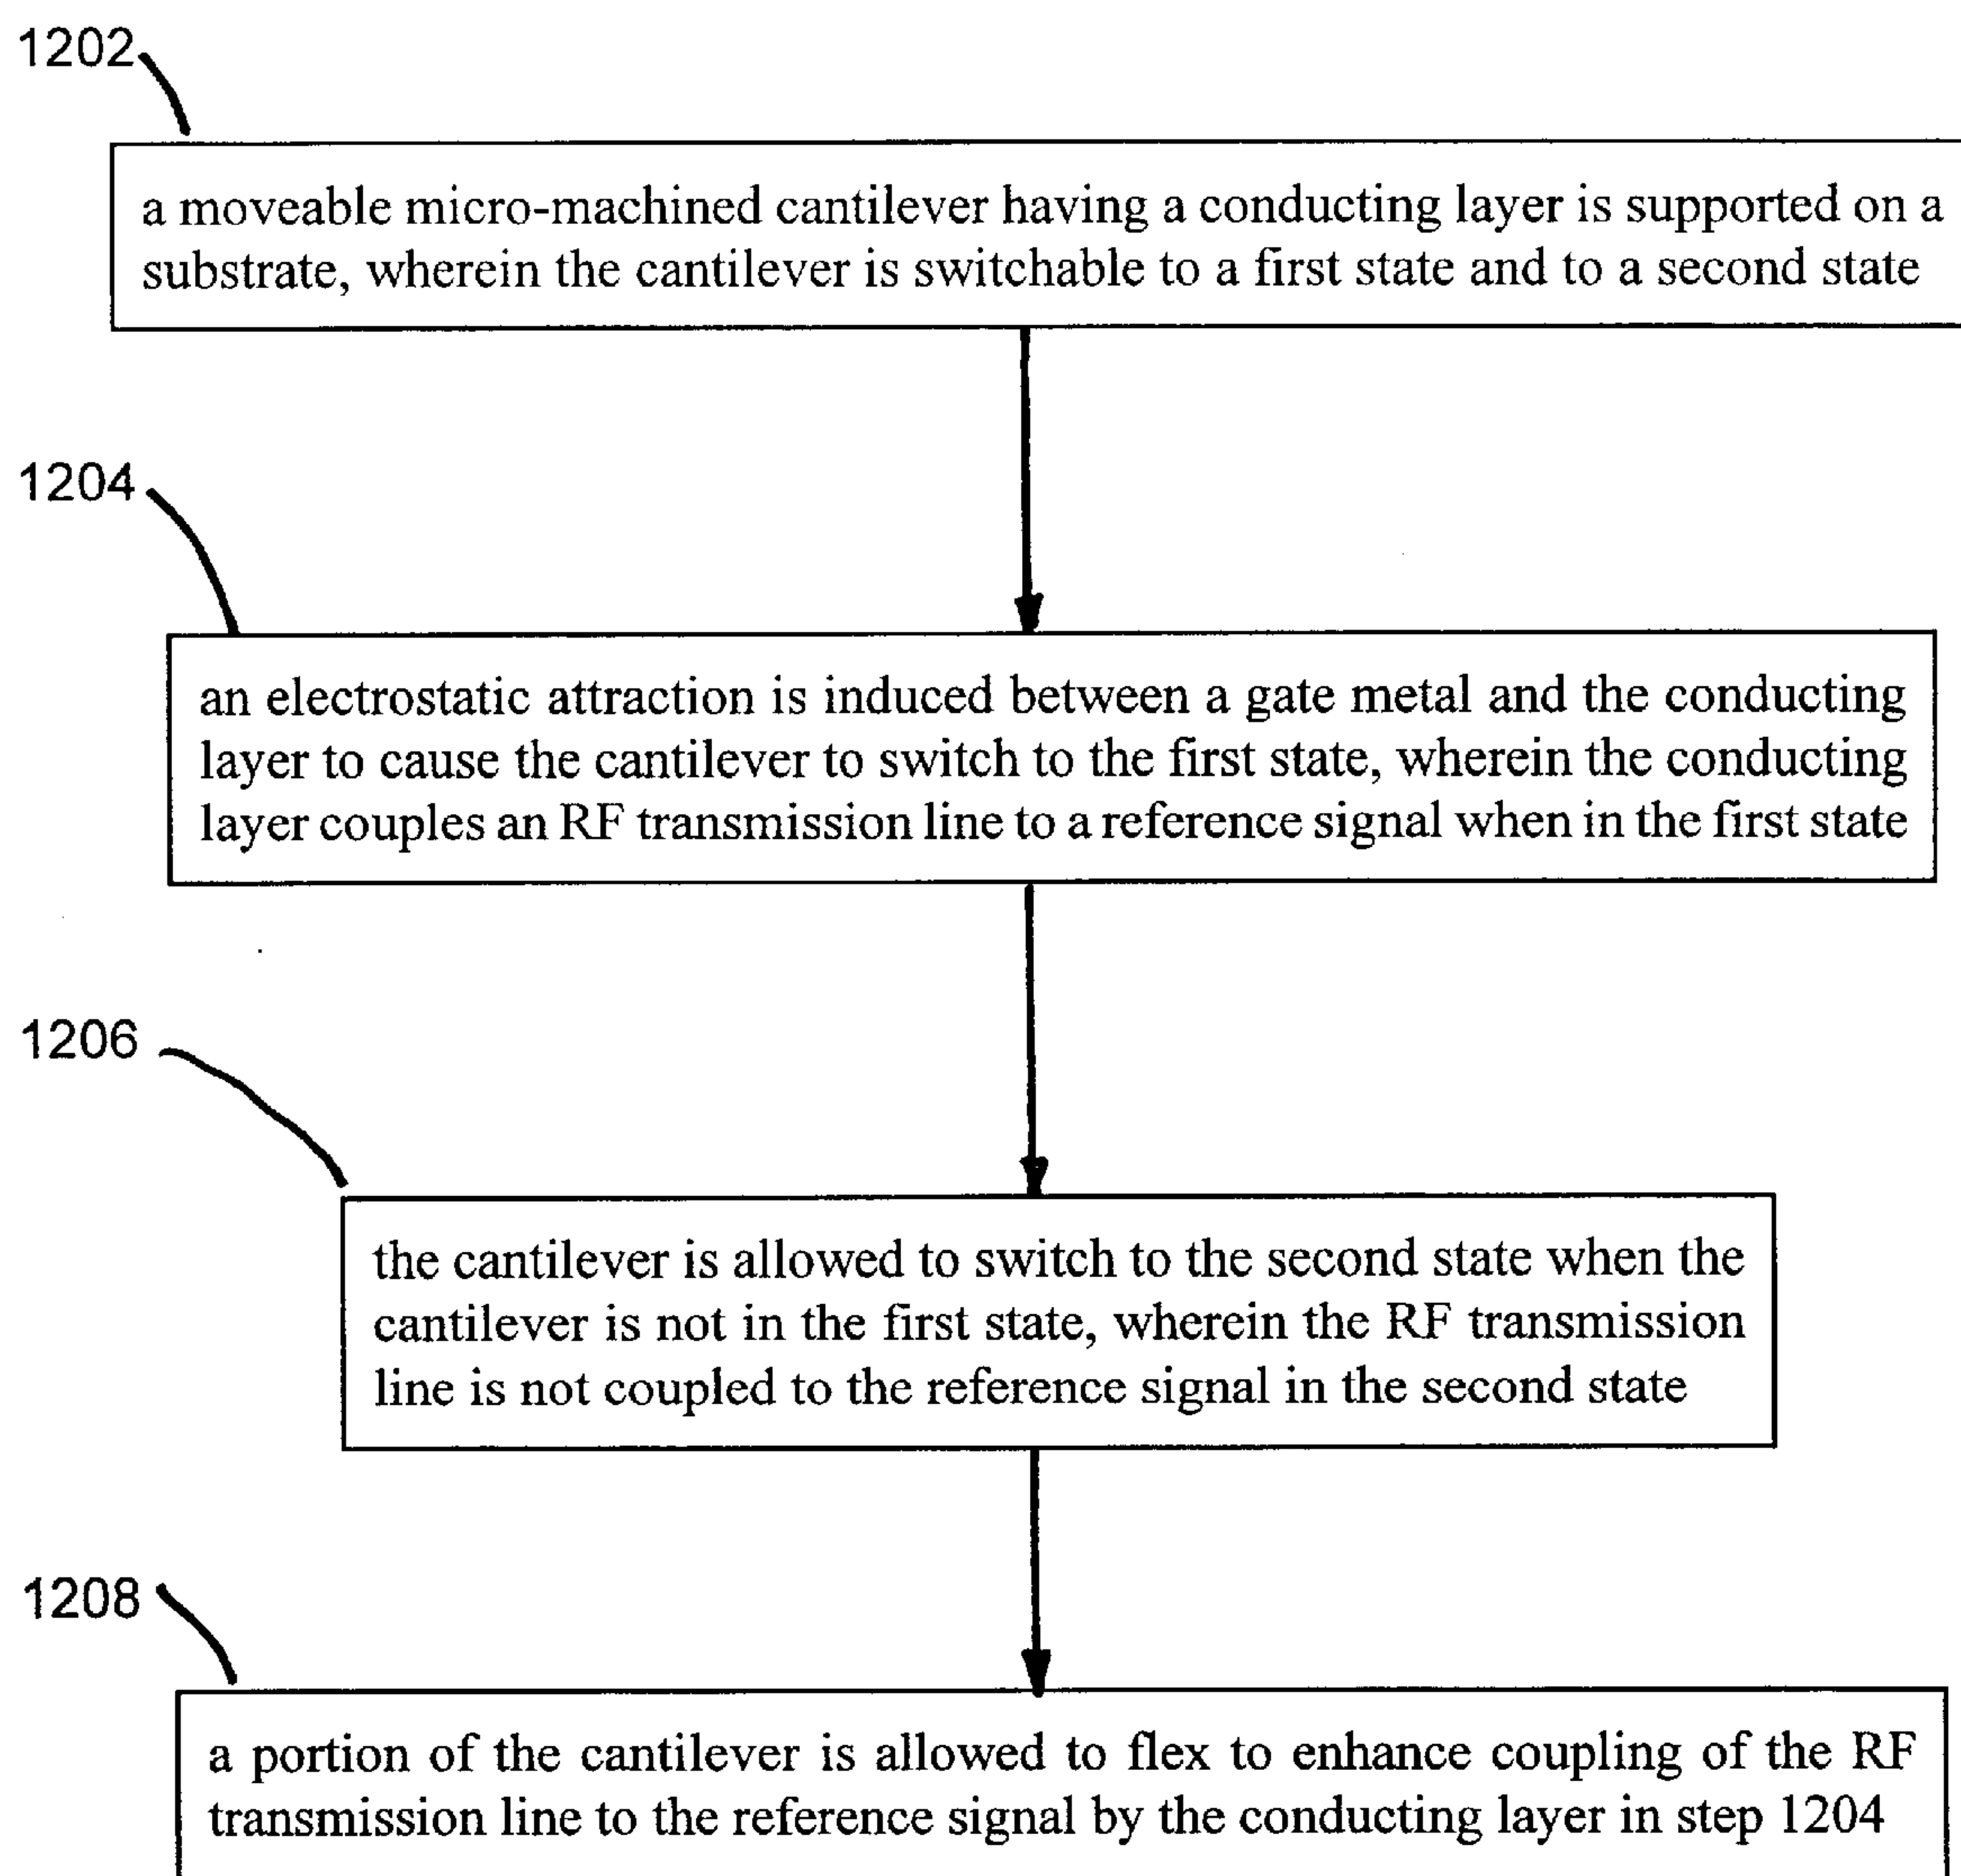 1202
a moveable micro-machined cantilever having a conducting layer is supported on a
substrate, wherein the cantilever is switchable to a first state and to a second state
1204
an electrostatic attraction is induced between a gate metal and the conducting
layer to cause the cantilever to switch to the first state, wherein the conducting
layer couples an RF transmission line to a reference signal when in the first state
1206
the cantilever is allowed to switch to the second state when the
cantilever is not in the first state, wherein the RF transmission
line is not coupled to the reference signal in the second state
1208
a portion of the cantilever is allowed to flex to enhance coupling of the RF
transmission line to the reference signal by the conducting layer in step 1204